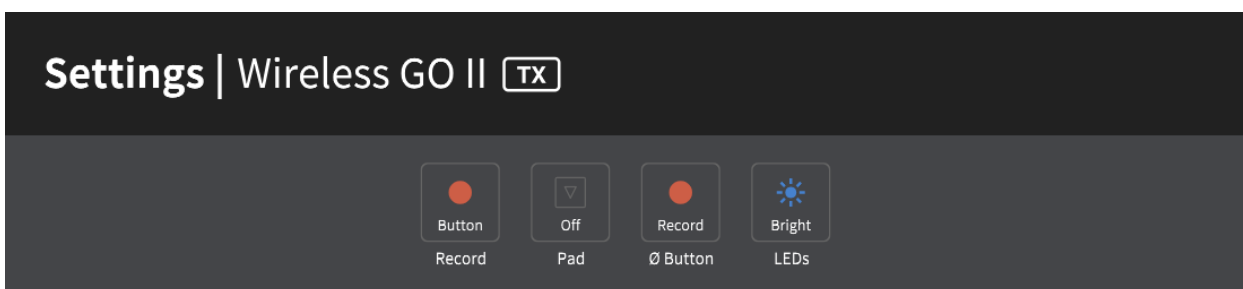 Settings | Wireless GO II TX
Button Off Record Bright
Record Pad Ø Button LEDs